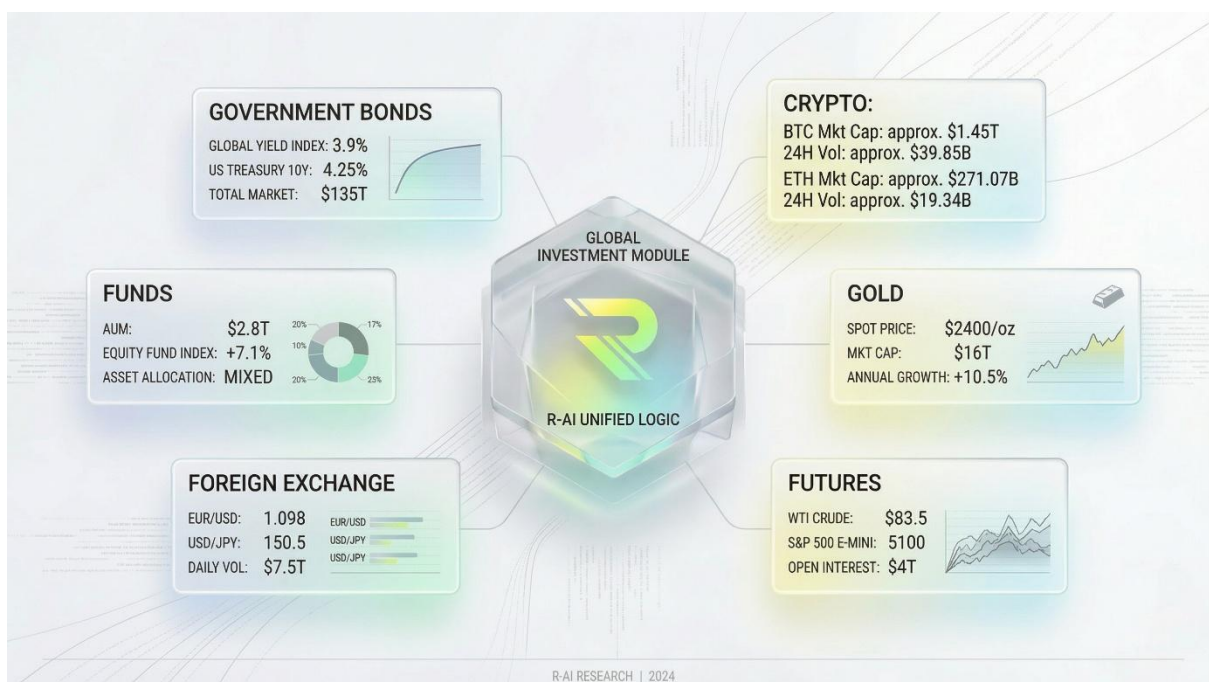 GOVERNMENT BONDS
GLOBAL YIELD INDEX: 3.9%
US TREASURY 10Y: 4.25%
TOTAL MARKET: $135T
CRYPTO:
BTC Mkt Cap: approx. $1.45T
24H Vol: approx. $39.85B
ETH Mkt Cap: approx. $271.07B
24H Vol: approx. $19.34B
GLOBAL
INVESTMENT MODULE
R-AI UNIFIED LOGIC
FUNDS
AUM: $2.8T
EQUITY FUND INDEX: +7.1%
ASSET ALLOCATION: MIXED
20% 17%
10%
20% 23%
GOLD
SPOT PRICE: $2400/oz
MKT CAP: $16T
ANNUAL GROWTH: +10.5%
FOREIGN EXCHANGE
EUR/USD: 1.098
USD/JPY: 150.5
DAILY VOL: $7.5T
EUR/USD
USD/JPY
USD/JPY
FUTURES
WTI CRUDE: $83.5
S&P 500 E-MINI: 5100
OPEN INTEREST: $4T
R-AI RESEARCH | 2024